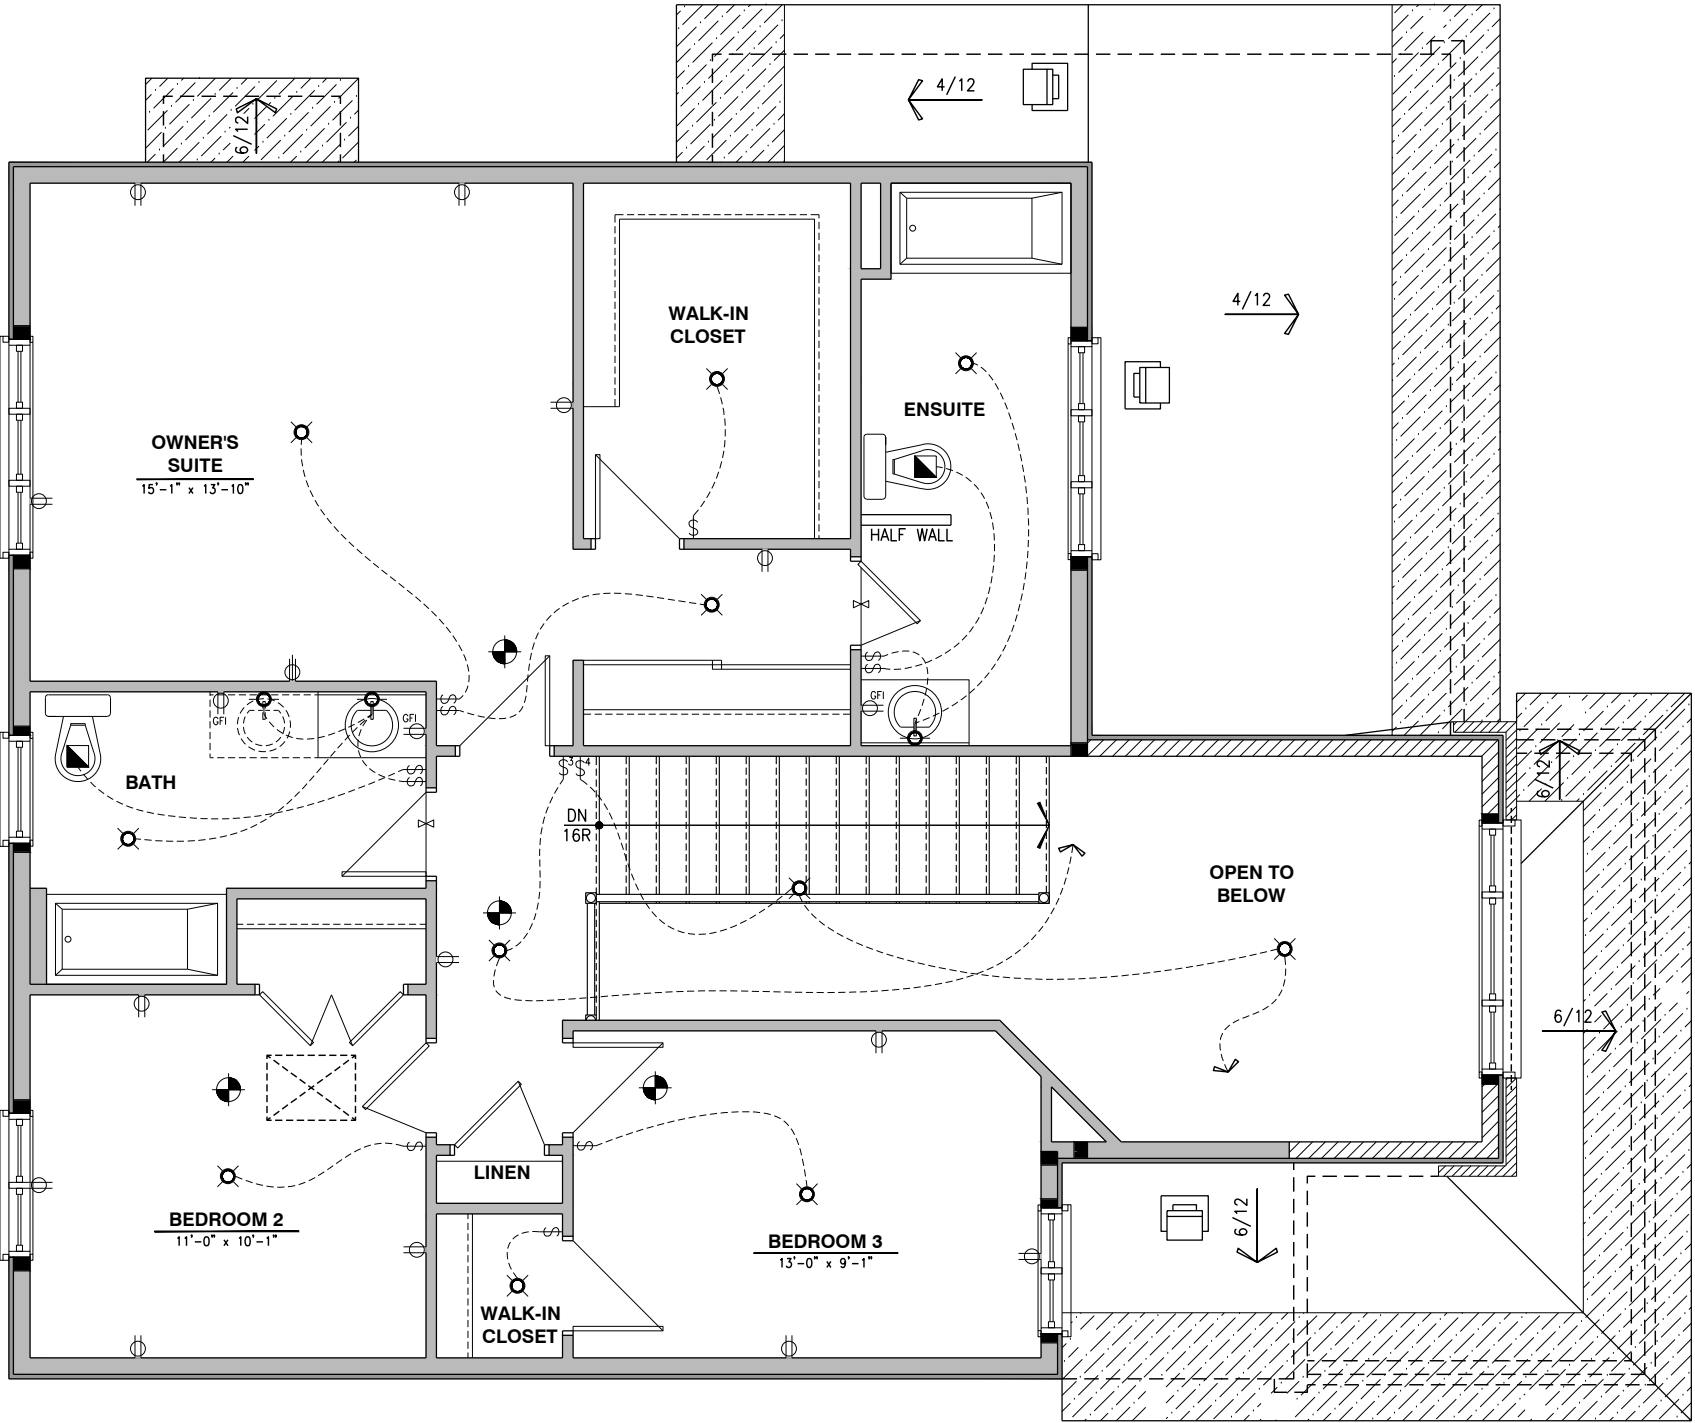 4/12
6/12
4/12
WALK-IN
CLOSET
ENSUITE
OWNER'S
SUITE
15'-1" x 13'-10"
S
HALF WALL
S
S
S
S
GFI
GFI
GFI
BATH
S
S
S3 S4
DN
16R
OPEN TO
BELOW
6/12
6/12
S
S
LINEN
BEDROOM 2
11'-0" x 10'-1"
S
BEDROOM 3
13'-0" x 9'-1"
6/12
WALK-IN
CLOSET